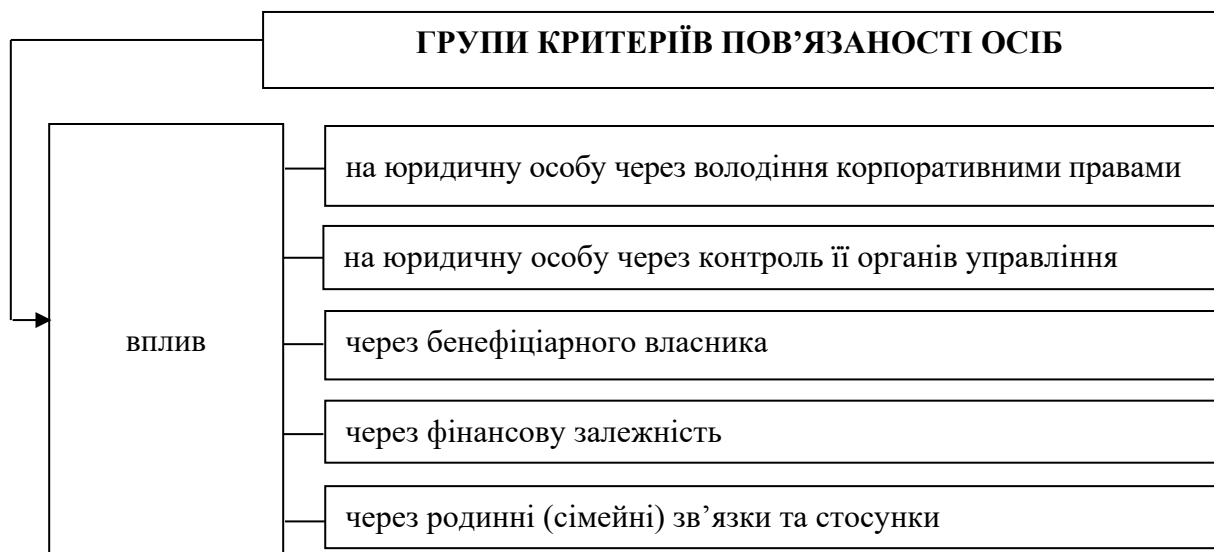 ГРУПИ КРИТЕРІЇВ ПОВ’ЯЗАНОСТІ ОСІБ
вплив
на юридичну особу через володіння корпоративними правами
на юридичну особу через контроль її органів управління
через бенефіціарного власника
через фінансову залежність
через родинні (сімейні) зв’язки та стосунки